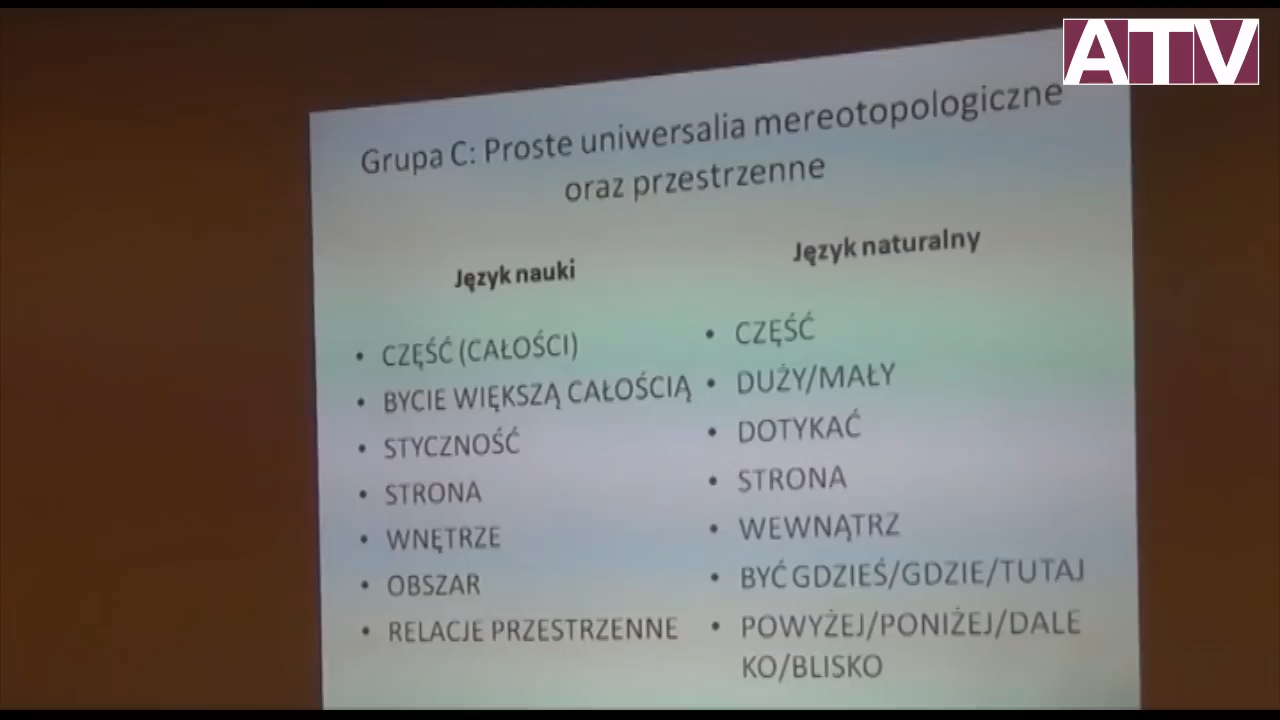 ATV
Grupa C: Proste uniwersalia mereotopologiczne
oraz przestrzenne
Język nauki
• CZĘŚĆ (CAŁOŚCI)
• BYCIE WIĘKSZĄ CAŁOŚCIĄ
• STYCZNOŚĆ
• STRONA
• WNĘTRZE
• OBSZAR
• RELACJE PRZESTRZENNE
Język naturalny
• CZĘŚĆ
• DUŻY/MAŁY
• DOTYKAĆ
• STRONA
• WEWNĄTRZ
• BYĆ GDZIEŚ/GDZIE/TUTAJ
• POWYŻEJ/PONIŻEJ/DALE
KO/BLISKO